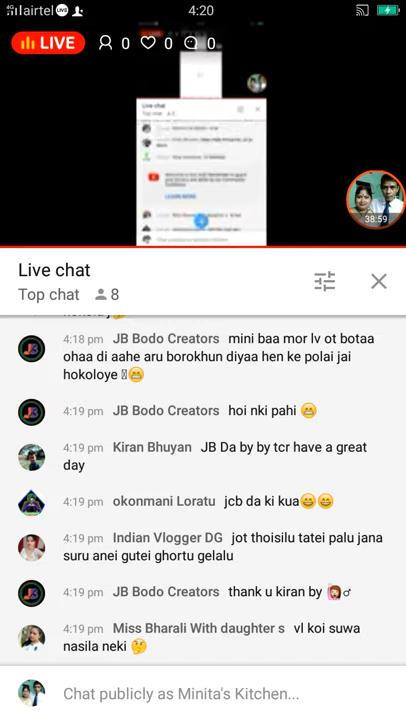 4G airtel LIVE 4:20
LIVE 0 0 0
Live chat
38:59
Live chat
Top chat 8
4:18 pm JB Bodo Creators mini baa mor lv ot botaa
ohaa di aahe aru borokhun diyaa hen ke polai jai
hokoloye 😁
4:19 pm JB Bodo Creators hoi nki pahi 😁
4:19 pm Kiran Bhuyan JB Da by by tcr have a great
day
4:19 pm okonmani Loratu jcb da ki kua😄😄
4:19 pm Indian Vlogger DG jot thoisilu tatei palu jana
suru anei gutei ghortu gelalu
4:19 pm JB Bodo Creators thank u kiran by 🙋♂
4:19 pm Miss Bharali With daughter s vl koi suwa
nasila neki 🤔
Chat publicly as Minita's Kitchen...